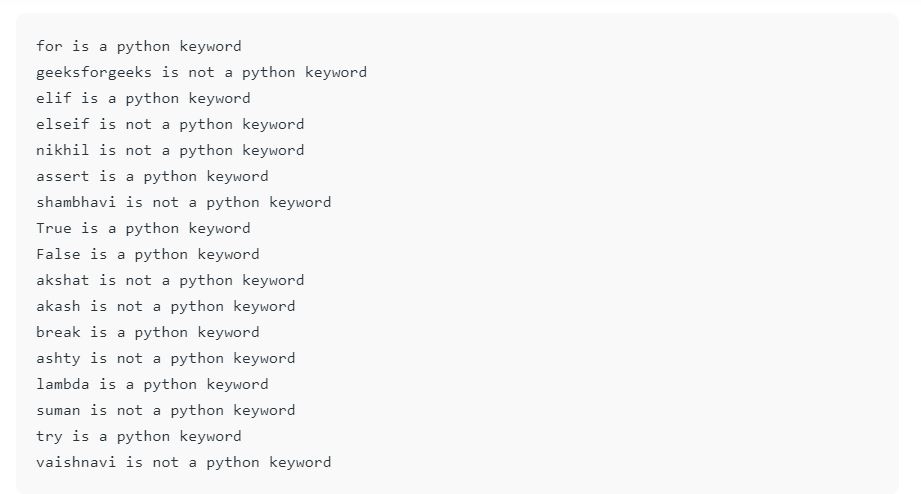 for is a python keyword
geeksforgeeks is not a python keyword
elif is a python keyword
elseif is not a python keyword
nikhil is not a python keyword
assert is a python keyword
shambhavi is not a python keyword
True is a python keyword
False is a python keyword
akshat is not a python keyword
akash is not a python keyword
break is a python keyword
ashty is not a python keyword
lambda is a python keyword
suman is not a python keyword
try is a python keyword
vaishnavi is not a python keyword